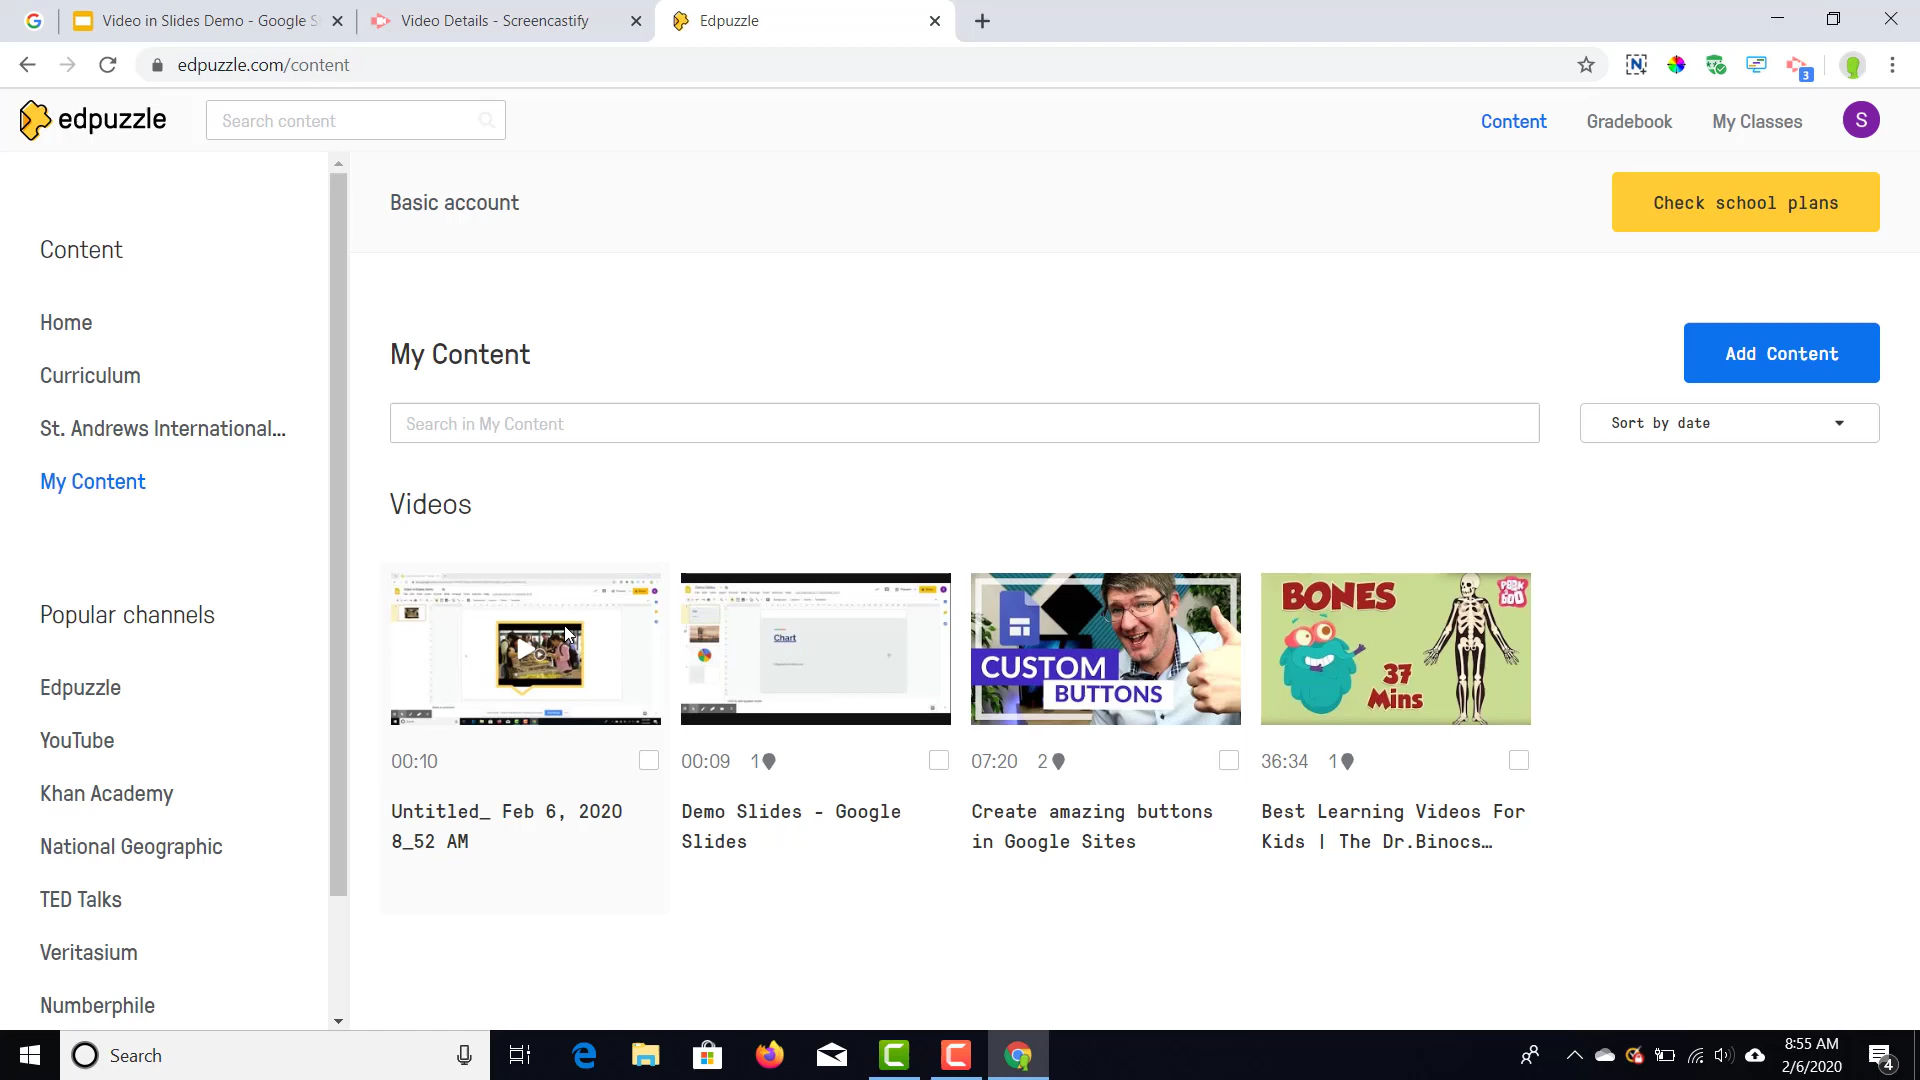 Video in Slides Demo - Google S
Video Details - Screencastify
Edpuzzle
edpuzzle.com/content
3
edpuzzle
Search content
Content
Gradebook
My Classes
S
Basic account
Check school plans
Content
Home
Curriculum
St. Andrews International...
My Content
Popular channels
Edpuzzle
YouTube
Khan Academy
National Geographic
TED Talks
Veritasium
Numberphile
My Content
Add Content
Search in My Content
Sort by date
Videos
Chart
CUSTOM
BUTTONS
BONES
37
Mins
00:10
00:09 1
07:20 2
36:34 1
Untitled_ Feb 6, 2020
8_52 AM
Demo Slides - Google
Slides
Create amazing buttons
in Google Sites
Best Learning Videos For
Kids | The Dr.Binocs…
Search
8:55 AM
2/6/2020
4